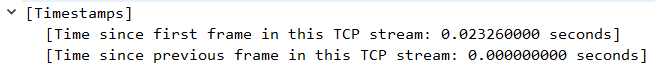 [Timestamps]
[Time since first frame in this TCP stream: 0.023260000 seconds]
[Time since previous frame in this TCP stream: 0.000000000 seconds]